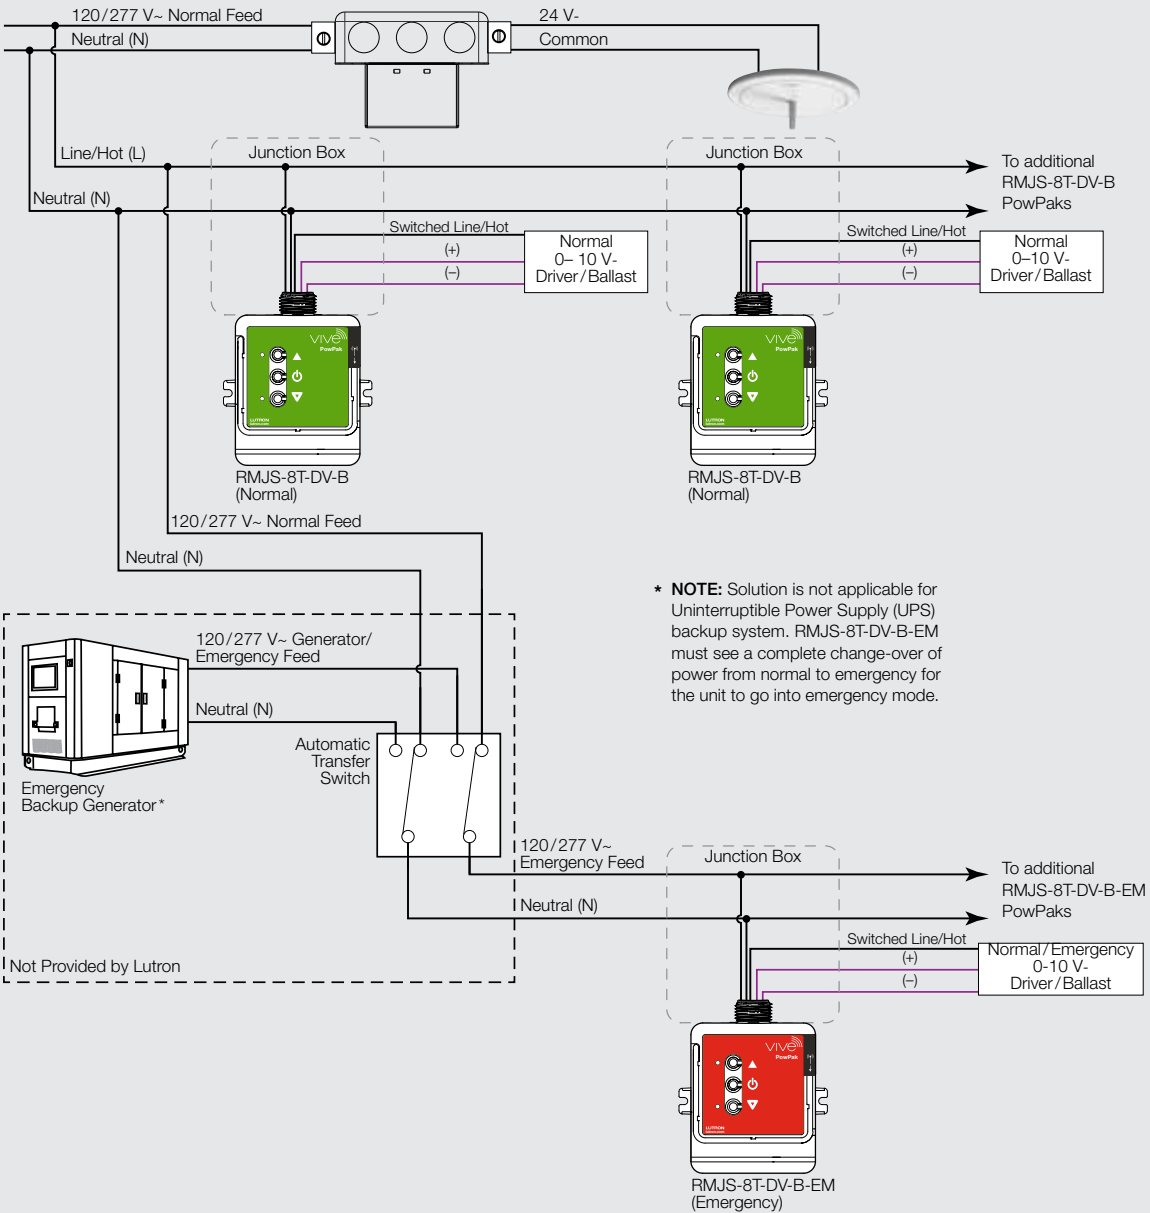 120/277 V~ Normal Feed
Neutral (N)
24 V-
Common
Line/Hot (L)
Junction Box
Junction Box
To additional
RMJS-8T-DV-B
PowPaks
Neutral (N)
Switched Line/Hot
(+)
(–)
Normal
0– 10 V-
Driver/Ballast
Switched Line/Hot
(+)
(–)
Normal
0–10 V-
Driver/Ballast
VIVE
PowPak
LUTRON
VIVE
PowPak
LUTRON
RMJS-8T-DV-B
(Normal)
RMJS-8T-DV-B
(Normal)
120/277 V~ Normal Feed
Neutral (N)
* NOTE: Solution is not applicable for
Uninterruptible Power Supply (UPS)
backup system. RMJS-8T-DV-B-EM
must see a complete change-over of
power from normal to emergency for
the unit to go into emergency mode.
120/277 V~ Generator/
Emergency Feed
Neutral (N)
Automatic
Transfer
Switch
Emergency
Backup Generator*
Not Provided by Lutron
120/277 V~
Emergency Feed
Junction Box
To additional
RMJS-8T-DV-B-EM
PowPaks
Neutral (N)
Switched Line/Hot
(+)
(–)
Normal/Emergency
0-10 V-
Driver/Ballast
VIVE
PowPak
LUTRON
RMJS-8T-DV-B-EM
(Emergency)